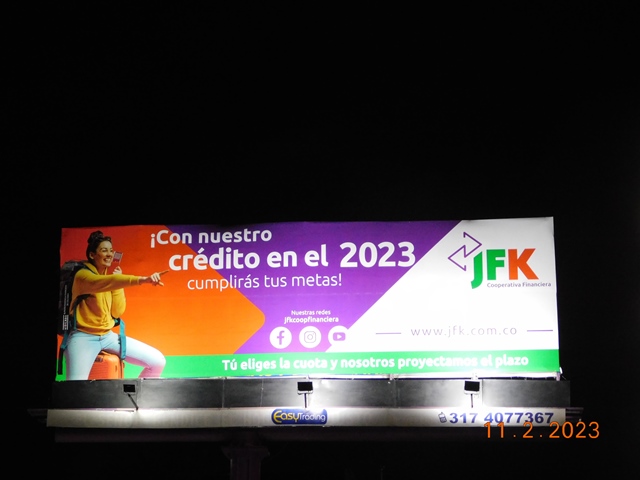 ¡Con nuestro
crédito en el 2023
cumplirás tus metas!
JFK
Cooperativa Financiera
Nuestras redes
jfkcoopfinanciera
www.jfk.com.co
Tú eliges la cuota y nosotros proyectamos el plazo
EasyTrading
317 4077367
11.2.2023